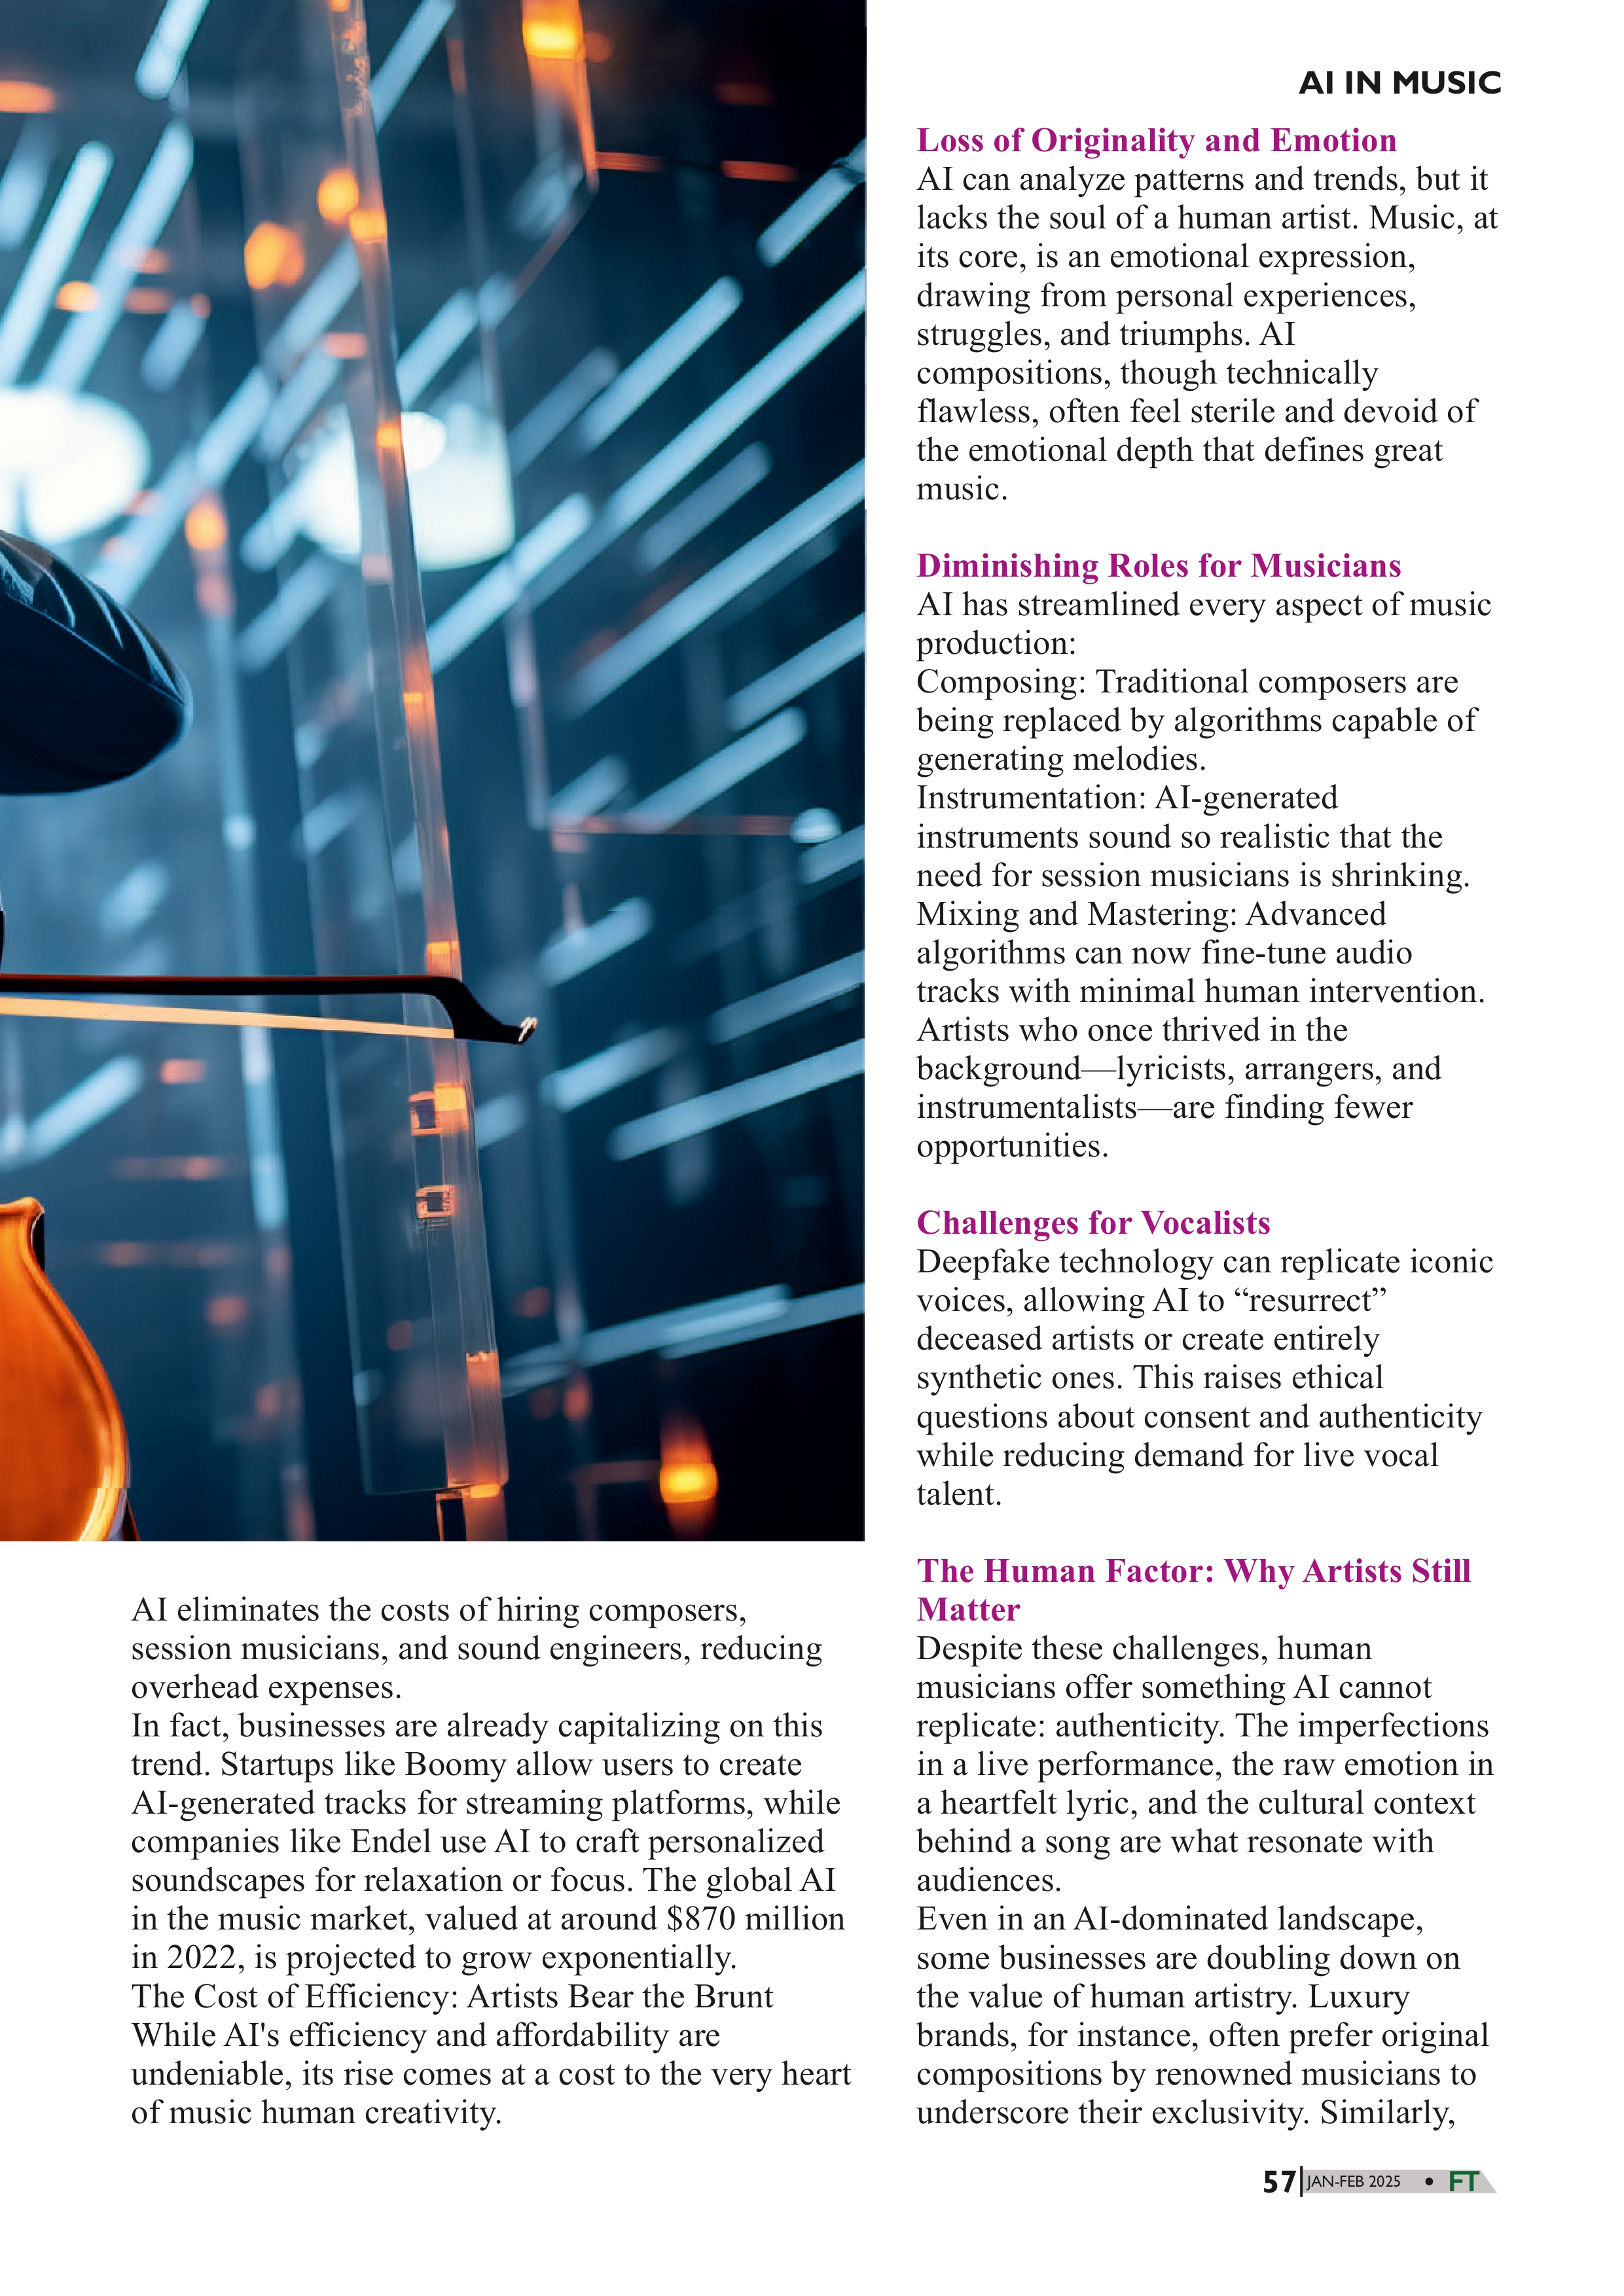 AI IN MUSIC
AI eliminates the costs of hiring composers,
session musicians, and sound engineers, reducing
overhead expenses.
In fact, businesses are already capitalizing on this
trend. Startups like Boomy allow users to create
AI-generated tracks for streaming platforms, while
companies like Endel use AI to craft personalized
soundscapes for relaxation or focus. The global AI
in the music market, valued at around $870 million
in 2022, is projected to grow exponentially.
The Cost of Efficiency: Artists Bear the Brunt
While AI's efficiency and affordability are
undeniable, its rise comes at a cost to the very heart
of music human creativity.
Loss of Originality and Emotion
AI can analyze patterns and trends, but it
lacks the soul of a human artist. Music, at
its core, is an emotional expression,
drawing from personal experiences,
struggles, and triumphs. AI
compositions, though technically
flawless, often feel sterile and devoid of
the emotional depth that defines great
music.
Diminishing Roles for Musicians
AI has streamlined every aspect of music
production:
Composing: Traditional composers are
being replaced by algorithms capable of
generating melodies.
Instrumentation: AI-generated
instruments sound so realistic that the
need for session musicians is shrinking.
Mixing and Mastering: Advanced
algorithms can now fine-tune audio
tracks with minimal human intervention.
Artists who once thrived in the
background—lyricists, arrangers, and
instrumentalists—are finding fewer
opportunities.
Challenges for Vocalists
Deepfake technology can replicate iconic
voices, allowing AI to “resurrect”
deceased artists or create entirely
synthetic ones. This raises ethical
questions about consent and authenticity
while reducing demand for live vocal
talent.
The Human Factor: Why Artists Still
Matter
Despite these challenges, human
musicians offer something AI cannot
replicate: authenticity. The imperfections
in a live performance, the raw emotion in
a heartfelt lyric, and the cultural context
behind a song are what resonate with
audiences.
Even in an AI-dominated landscape,
some businesses are doubling down on
the value of human artistry. Luxury
brands, for instance, often prefer original
compositions by renowned musicians to
underscore their exclusivity. Similarly,
57 JAN-FEB 2025 • FT